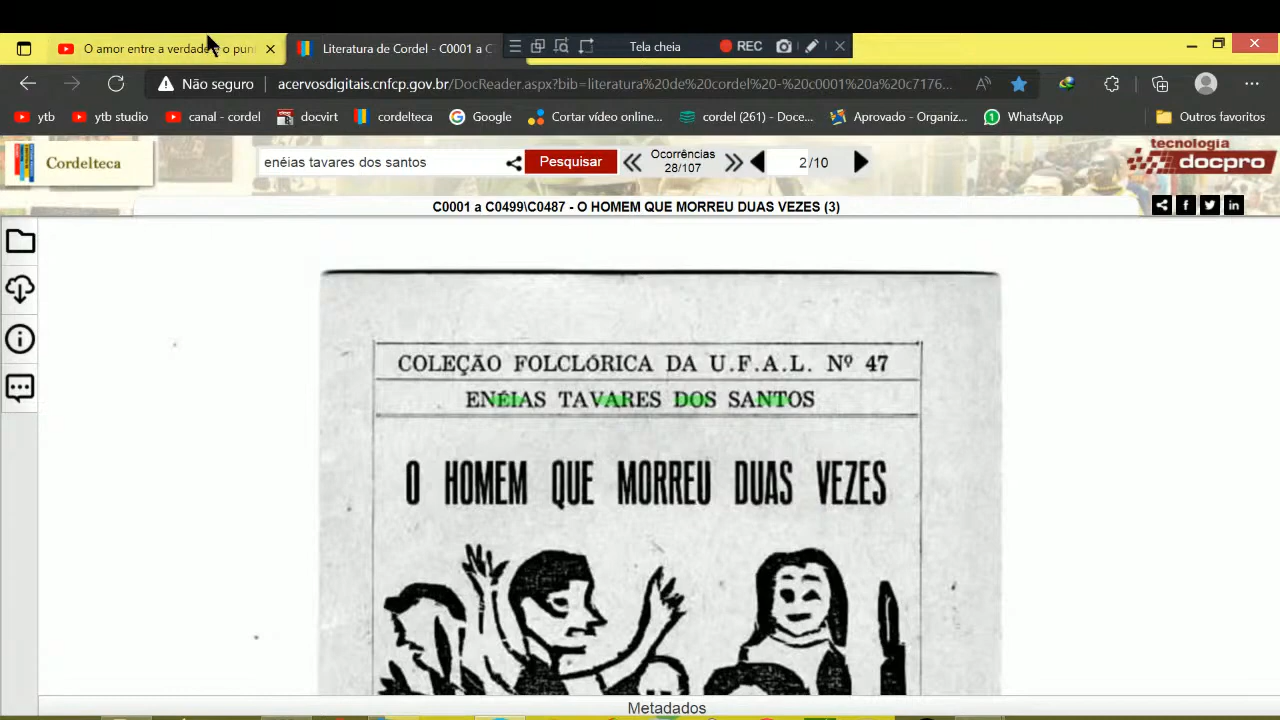 O amor entre a verdade e o pun
Literatura de Cordel - C0001 a C
Tela cheia
REC
Não seguro
acervosdigitais.cnfcp.gov.br/DocReader.aspx?bib=literatura%20de%20cordel%20-%20c0001%20a%20c7176...
ytb
ytb studio
canal - cordel
docvirt
cordelteca
Google
Cortar vídeo online...
cordel (261) - Doce...
Aprovado - Organiz...
WhatsApp
Outros favoritos
Cordelteca
enéias tavares dos santos
Pesquisar
Ocorrências
28/107
2 /10
tecnologia
docpro
C0001 a C0499\C0487 - O HOMEM QUE MORREU DUAS VEZES (3)
COLEÇÃO FOLCLÓRICA DA U.F.A.L. Nº 47
ENÉIAS TAVARES DOS SANTOS
O HOMEM QUE MORREU DUAS VEZES
Metadados